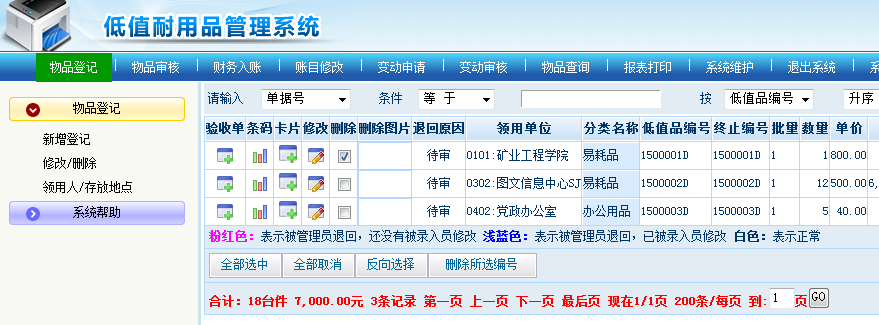 低值耐用品管理系统
物品登记 物品审核 财务入账 账目修改 变动申请 变动审核 物品查询 报表打印 系统维护 退出系统
物品登记
新增登记
修改/删除
领用人/存放地点
系统帮助
请输入 单据号 条件 等 于 按 低值品编号 升序
验收单 条码 卡片 修改 删除 删除图片 退回原因 领用单位 分类名称 低值品编号 终止编号 批量 数量 单价
待审 0101:矿业工程学院 易耗品 1500001D 1500001D 1 1 800.00
待审 0302:图文信息中心SJ 易耗品 1500002D 1500002D 1 12 500.00 6,
待审 0402:党政办公室 办公用品 1500003D 1500003D 1 5 40.00
粉红色：表示被管理员退回，还没有被录入员修改 浅蓝色：表示被管理员退回，已被录入员修改 白色：表示正常
全部选中 全部取消 反向选择 删除所选编号
合计：18台件 7,000.00元 3条记录 第一页 上一页 下一页 最后页 现在1/1页 200条/每页 到: 1 页 GO